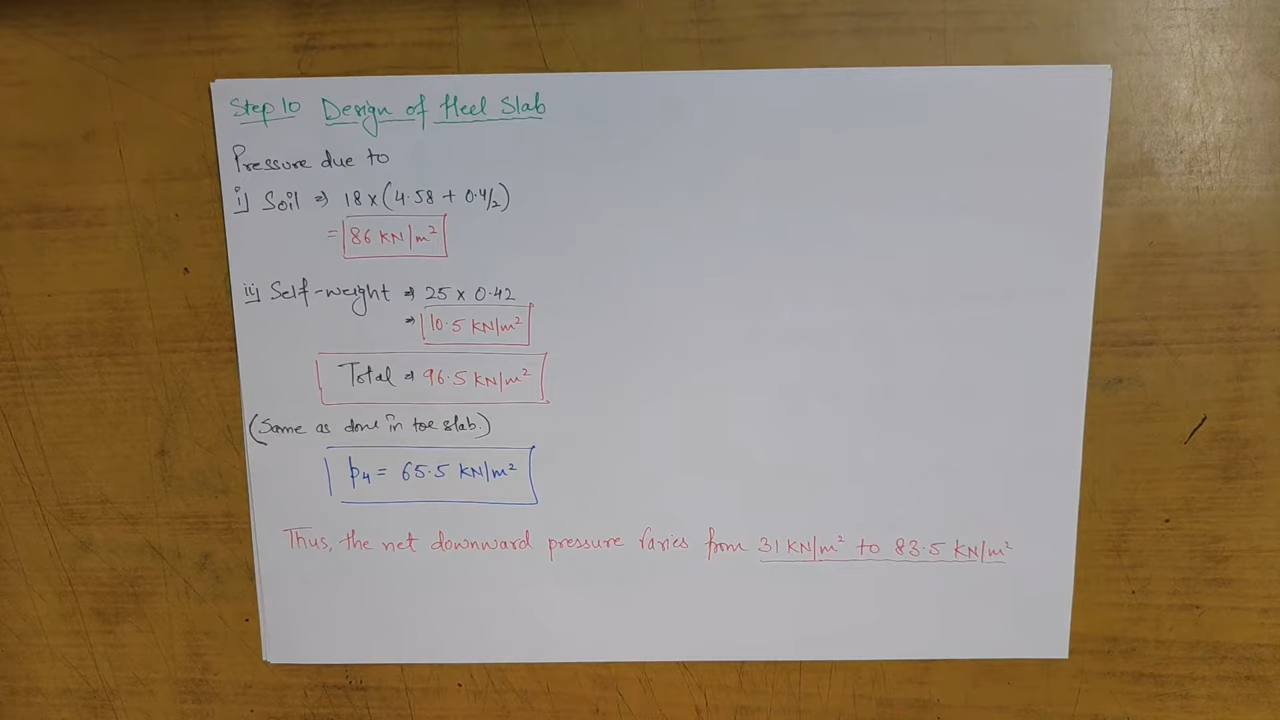 Step 10 Design of Heel Slab
Pressure due to
i) Soil ⇒ 18 x (4.58 + 0.4/2)
= 86 KN/m²
ii) Self-weight ⇒ 25 x 0.42
⇒ 10.5 KN/m²
Total ⇒ 96.5 KN/m²
(Same as done in toe slab.)
p₄ = 65.5 KN/m²
Thus, the net downward pressure varies from 31 KN/m² to 83.5 KN/m²